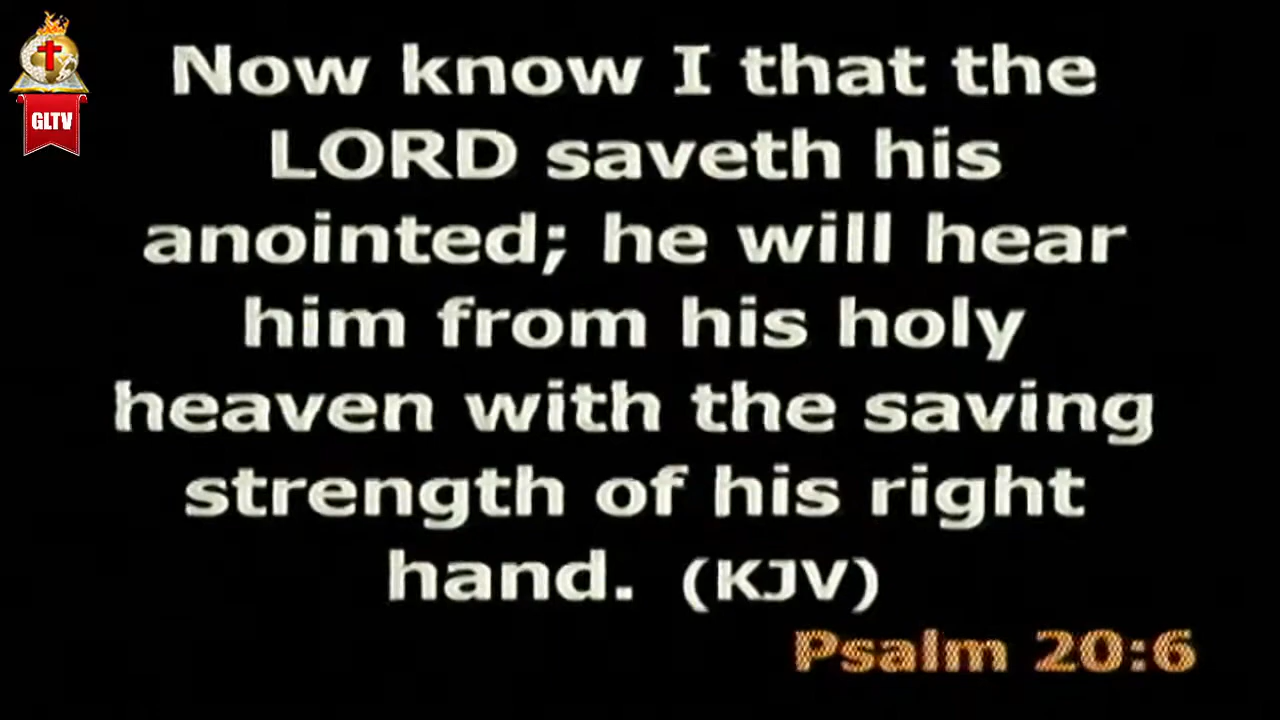 GLTV
Now know I that the
LORD saveth his
anointed; he will hear
him from his holy
heaven with the saving
strength of his right
hand. (KJV)
Psalm 20:6